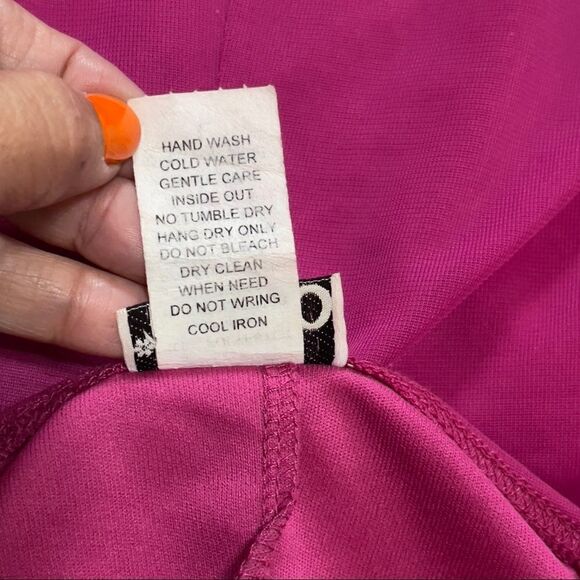 HAND WASH
COLD WATER
GENTLE CARE
INSIDE OUT
NO TUMBLE DRY
HANG DRY ONLY
DO NOT BLEACH
DRY CLEAN
WHEN NEED
DO NOT WRING
COOL IRON